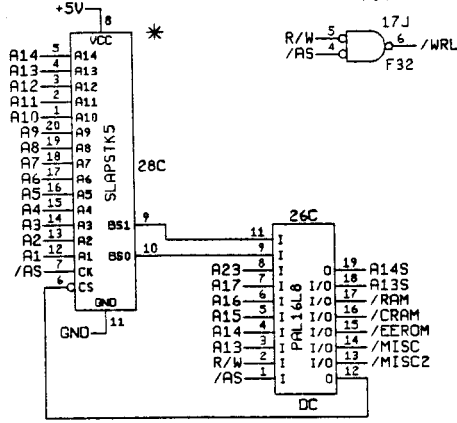 +5V
8
VCC
*
A14 5 A14
A13 4 A13
A12 3 A12
A11 2 A11
A10 1 A10
A9 20 A9
A8 19 A8
A7 18 A7
A6 17 A6
A5 16 A5
A4 15 A4
A3 14 A3
A2 13 A2
A1 12 A1
/AS 7 CK
6 CS
SLAPSTK5
28C
BS1 9
BS0 10
GND
GND 11
17J
R/W 5
/AS 4
6 /WRL
F32
26C
11 I
9 I
A23 8 I
A17 7 I
A16 6 I
A15 5 I
A14 4 I
A13 3 I
R/W 2 I
/AS 1 I
PAL16L8
O 19 A14S
I/O 18 A13S
I/O 17 /RAM
I/O 16 /CRAM
I/O 15 /EEROM
I/O 14 /MISC
I/O 13 /MISC2
O 12
DC